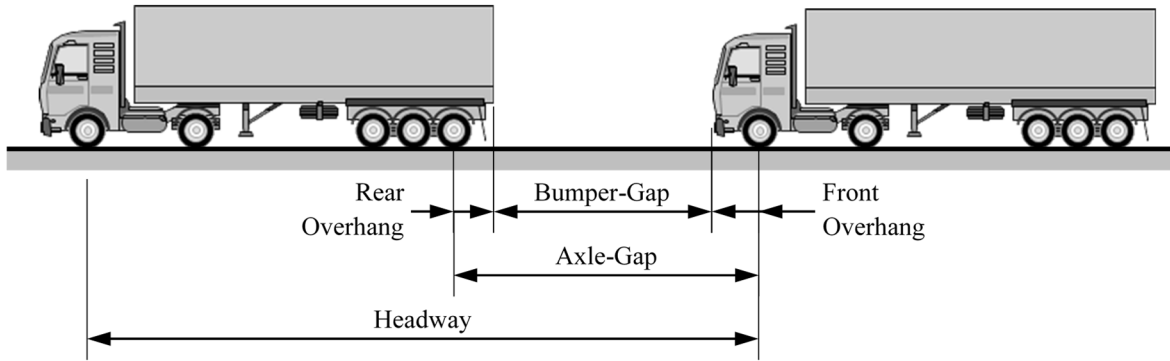 Rear
Overhang
Bumper-Gap
Front
Overhang
Axle-Gap
Headway